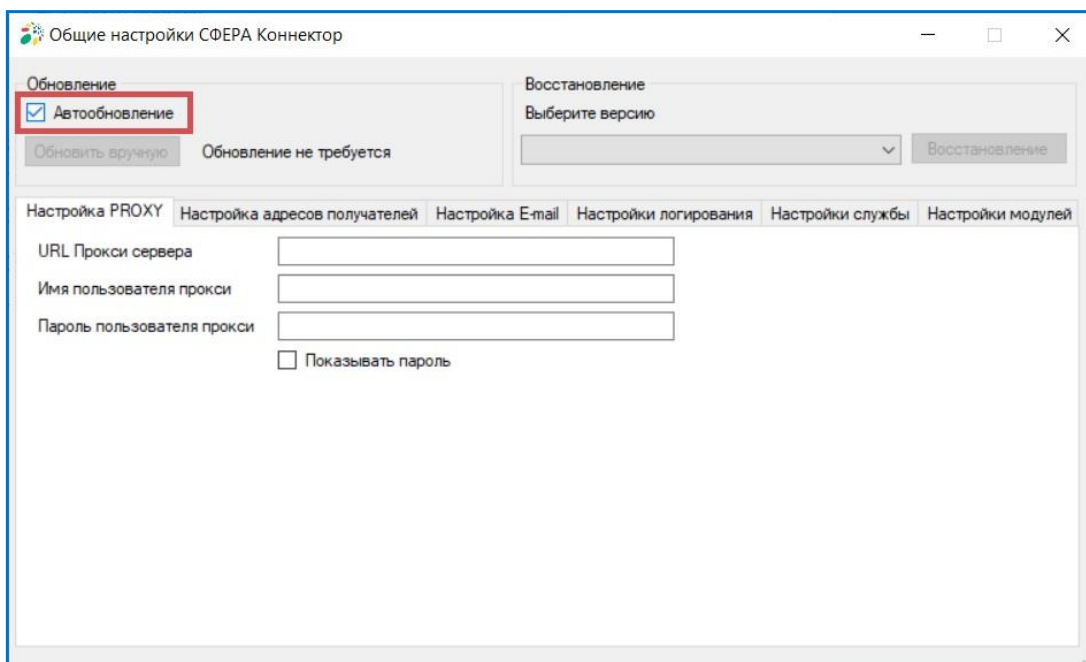 Общие настройки СФЕРА Коннектор
Обновление
Автообновление
Обновить вручную Обновление не требуется
Восстановление
Выберите версию
Восстановление
Настройка PROXY Настройка адресов получателей Настройка E-mail Настройки логирования Настройки службы Настройки модулей
URL Прокси сервера
Имя пользователя прокси
Пароль пользователя прокси
Показывать пароль